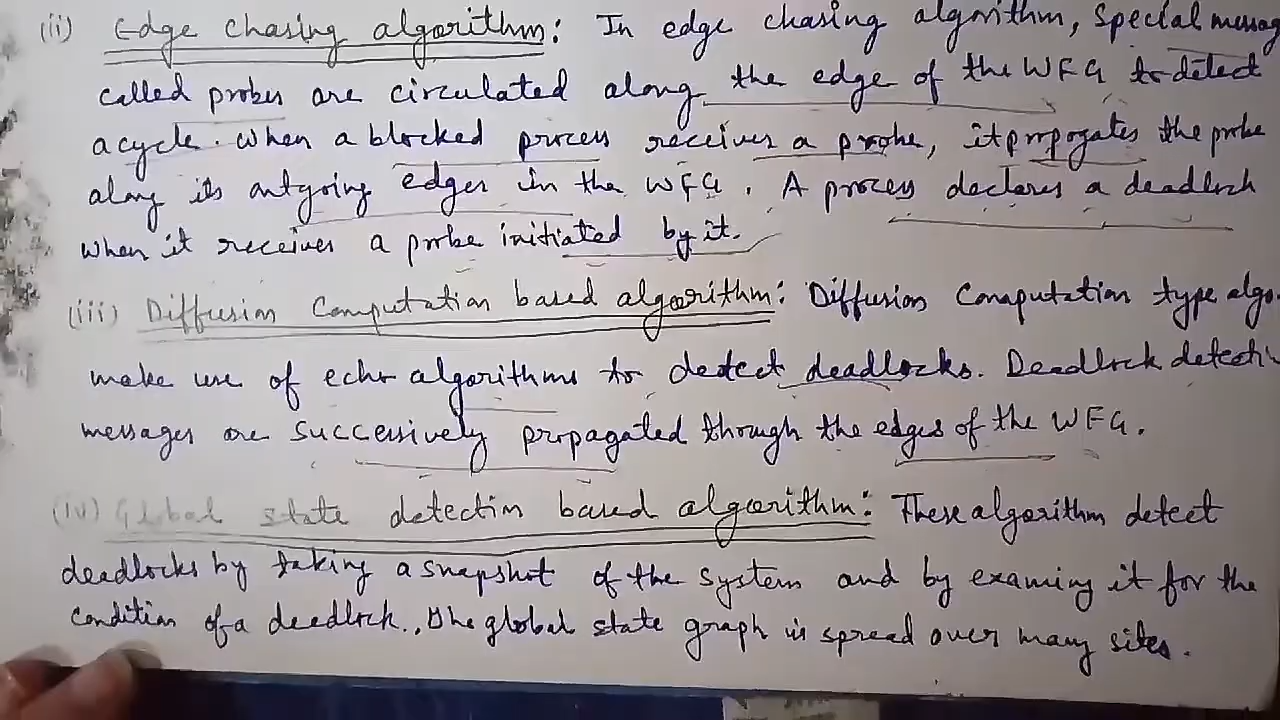 (ii) Edge Chasing algorithm: In edge chasing algorithm, Special messag
called probes are circulated along the edge of the WFG to detect
a cycle. When a blocked process receives a probe, it propogates the probe
along its outgoing edges in the WFG. A process declares a deadlock
when it receives a probe initiated by it.
(iii) Diffusion Computation based algorithm: Diffusion Computation type algo.
make use of echo algorithms to detect deadlocks. Deadlock detecti
messages are successively propagated through the edges of the WFG.
(iv) Global state detection based algorithm: These algorithm detect
deadlocks by taking a snapshot of the system and by examing it for the
condition of a deadlock. The global state graph is spread over many sites.